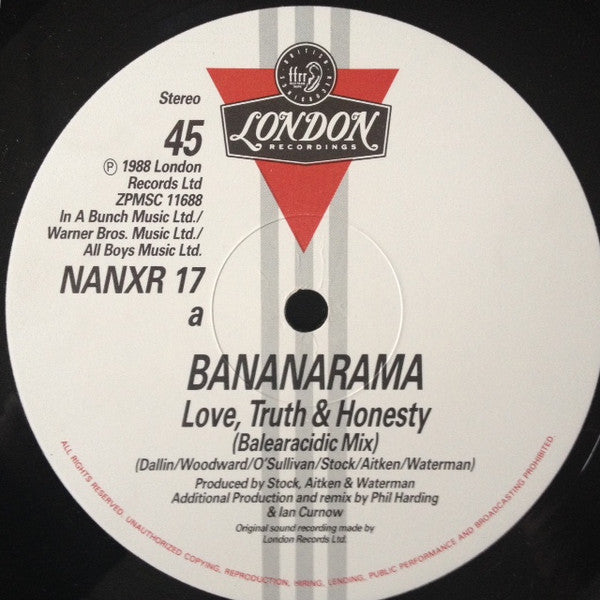 BRITISH RECORDINGS
ffrr
LONDON
RECORDINGS
Stereo
45
Ⓟ 1988 London
Records Ltd
ZPMSC 11688
In A Bunch Music Ltd./
Warner Bros. Music Ltd./
All Boys Music Ltd.
NANXR 17
a
BANANARAMA
Love, Truth & Honesty
(Balearacidic Mix)
(Dallin/Woodward/O'Sullivan/Stock/Aitken/Waterman)
Produced by Stock, Aitken & Waterman
Additional Production and remix by Phil Harding
& Ian Curnow
Original sound recording made by
London Records Ltd.
ALL RIGHTS RESERVED. UNAUTHORIZED COPYING, REPRODUCTION, HIRING, LENDING, PUBLIC PERFORMANCE AND BROADCASTING PROHIBITED